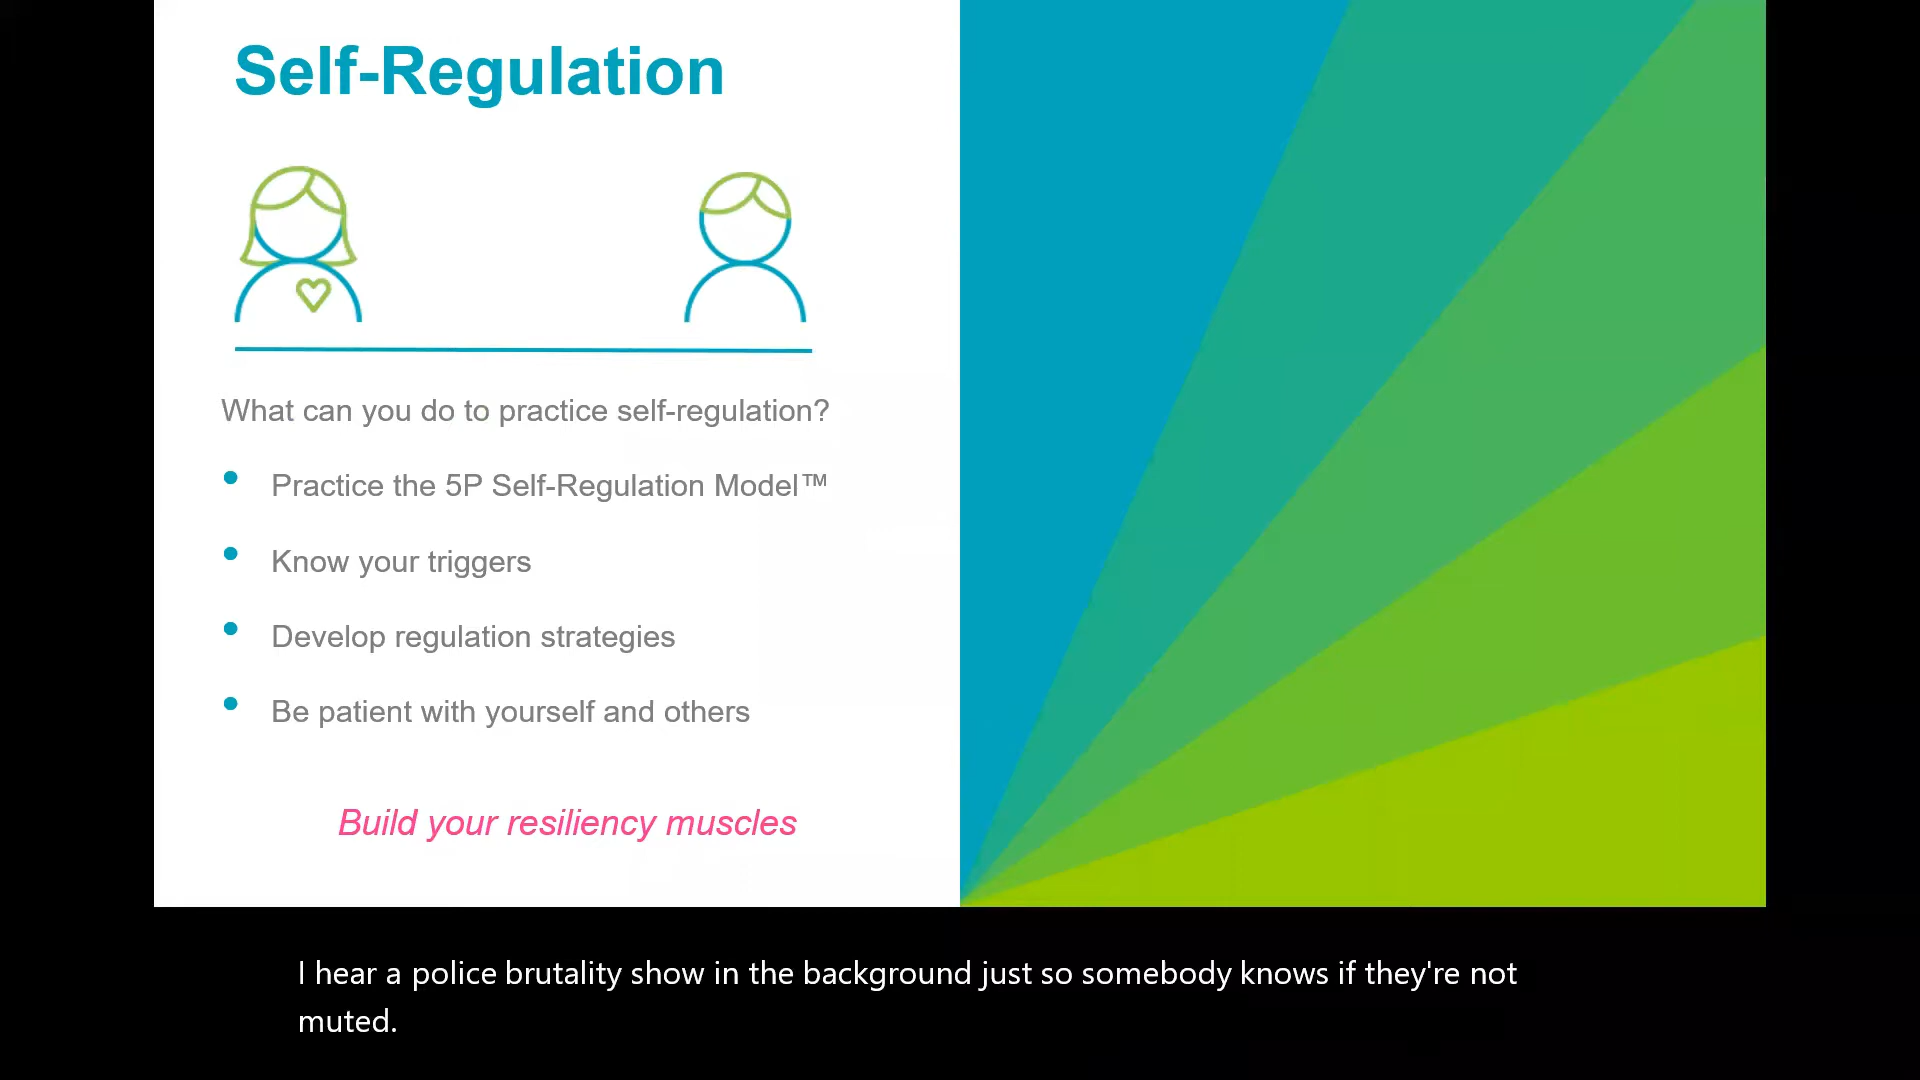 Self-Regulation
What can you do to practice self-regulation?
• Practice the 5P Self-Regulation Model™
• Know your triggers
• Develop regulation strategies
• Be patient with yourself and others
Build your resiliency muscles
I hear a police brutality show in the background just so somebody knows if they're not
muted.